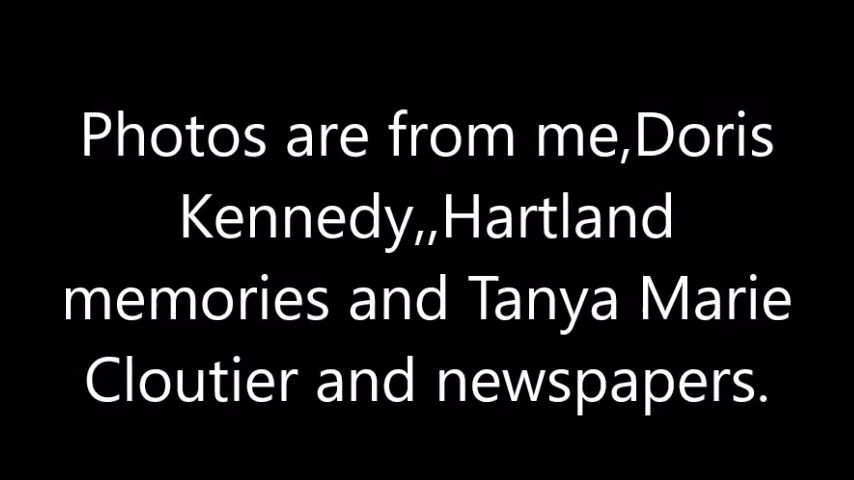 Photos are from me,Doris
Kennedy,,Hartland
memories and Tanya Marie
Cloutier and newspapers.